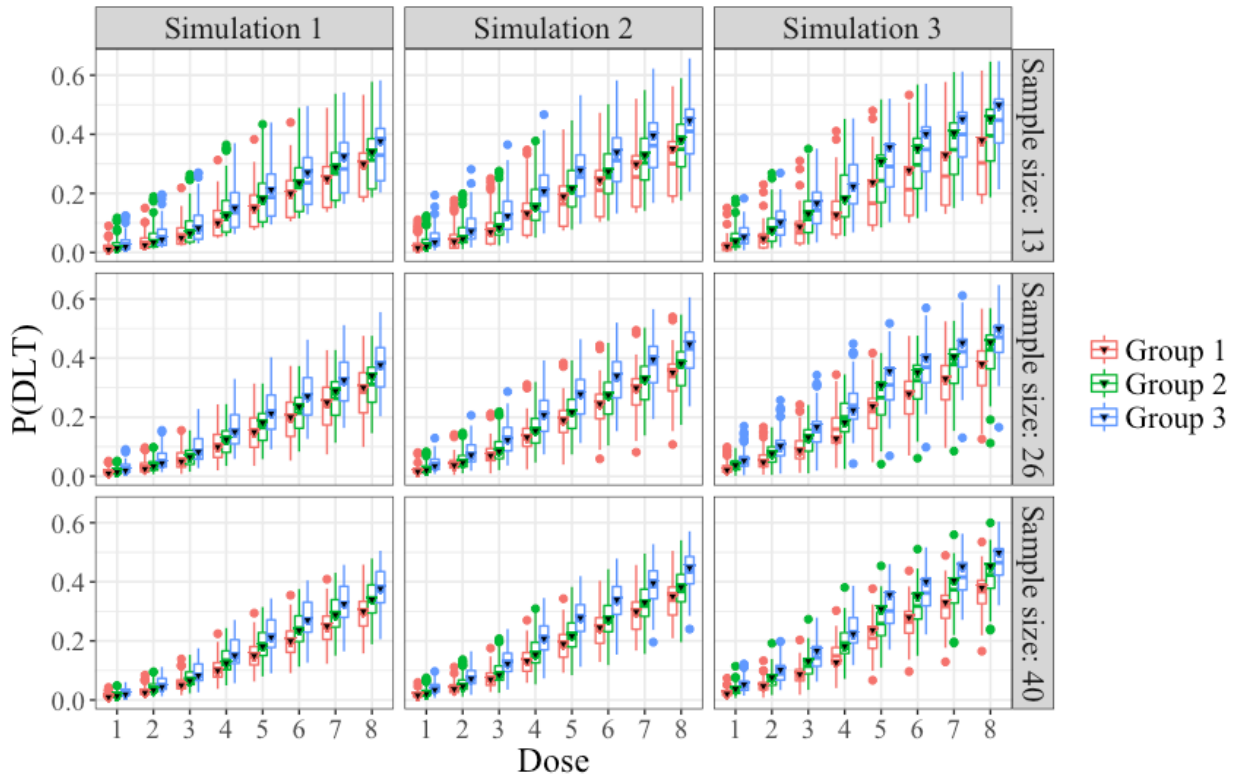 Simulation 1 Simulation 2 Simulation 3
P(DLT)
0.6
0.4
0.2
0.0
Sample size: 13
0.6
0.4
0.2
0.0
Sample size: 26
0.6
0.4
0.2
0.0
Sample size: 40
1 2 3 4 5 6 7 8 1 2 3 4 5 6 7 8 1 2 3 4 5 6 7 8
Dose
Group 1
Group 2
Group 3